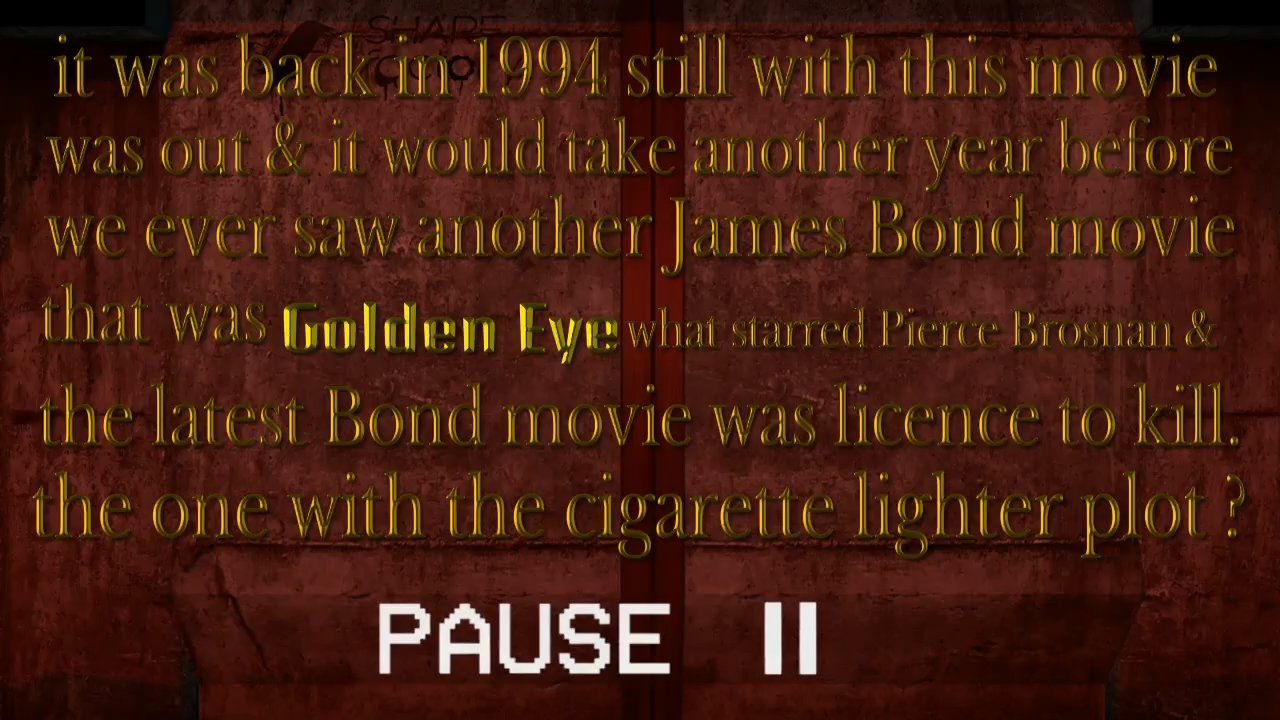 SHARE
it was back in 1994 still with this movie
was out & it would take another year before
we ever saw another James Bond movie
that was Golden Eye what starred Pierce Brosnan &
the latest Bond movie was licence to kill.
the one with the cigarette lighter plot ?
PAUSE